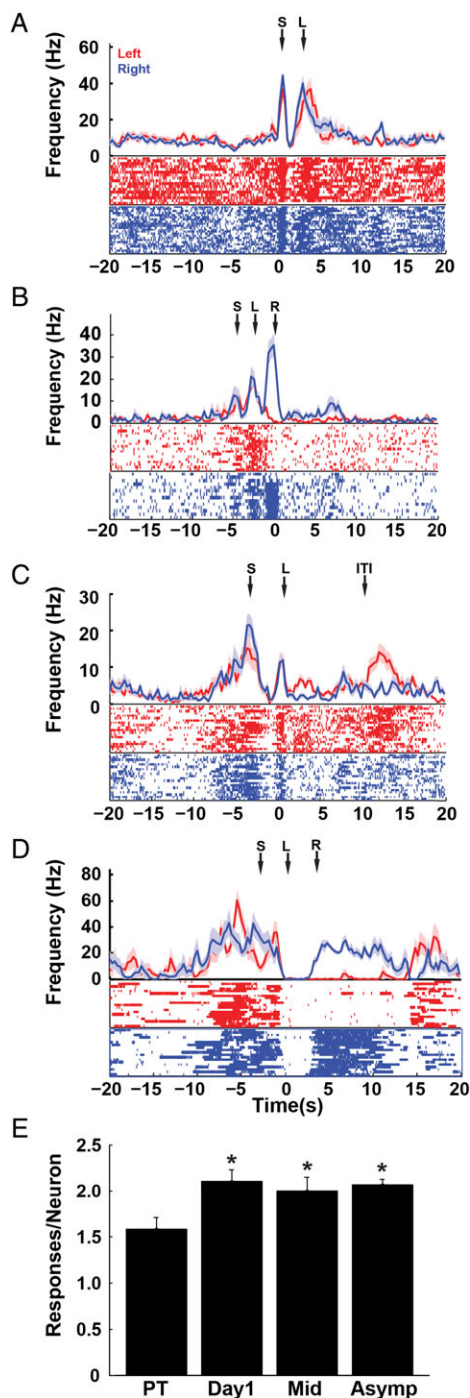 A
S L
Left
Right
Frequency (Hz)
60
40
20
0
−20 −15 −10 −5 0 5 10 15 20
B
S L R
Frequency (Hz)
40
30
20
10
0
−20 −15 −10 −5 0 5 10 15 20
C
S L ITI
Frequency (Hz)
30
20
10
0
−20 −15 −10 −5 0 5 10 15 20
D
S L R
Frequency (Hz)
80
60
40
20
0
−20 −15 −10 −5 0 5 10 15 20
Time(s)
E
Responses/Neuron
2.5
2.0
1.5
1.0
0.5
0
* * *
PT Day1 Mid Asymp